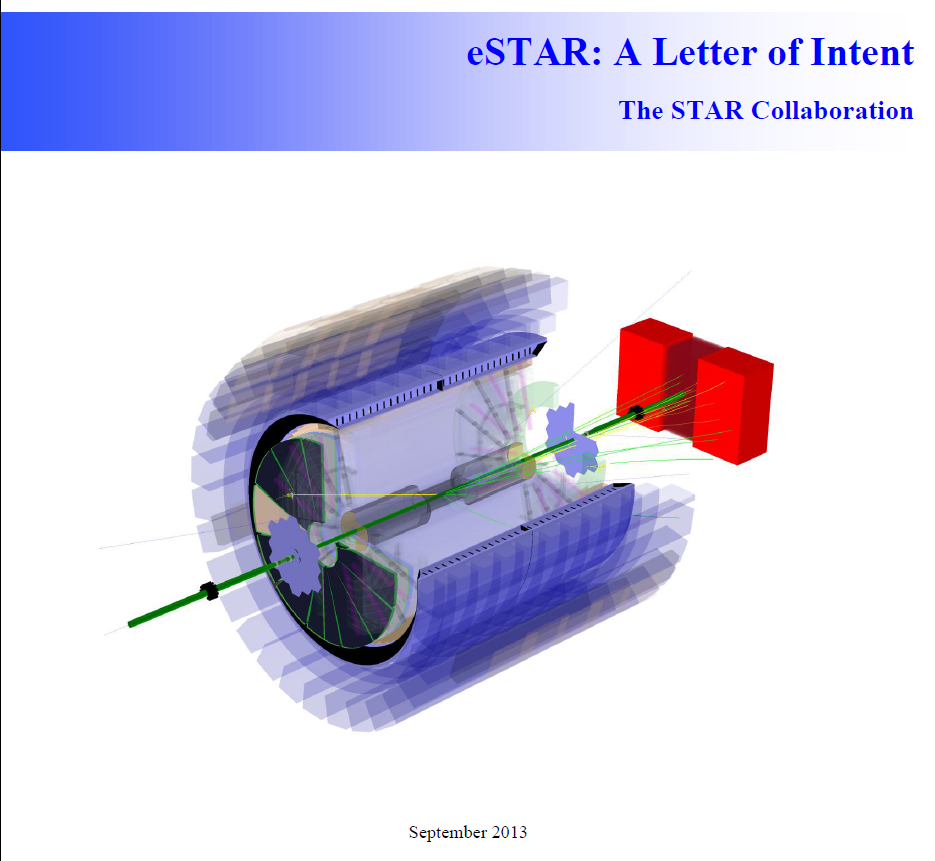 eSTAR: A Letter of Intent
The STAR Collaboration
September 2013